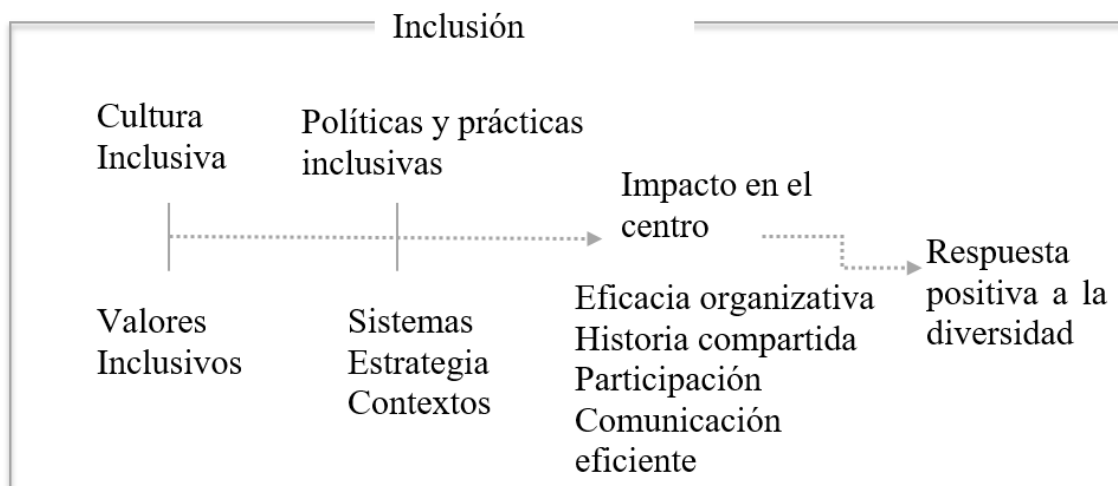 Inclusión
Cultura
Inclusiva
Políticas y prácticas
inclusivas
Impacto en el
centro
Respuesta
positiva a la
diversidad
Valores
Inclusivos
Sistemas
Estrategia
Contextos
Eficacia organizativa
Historia compartida
Participación
Comunicación
eficiente